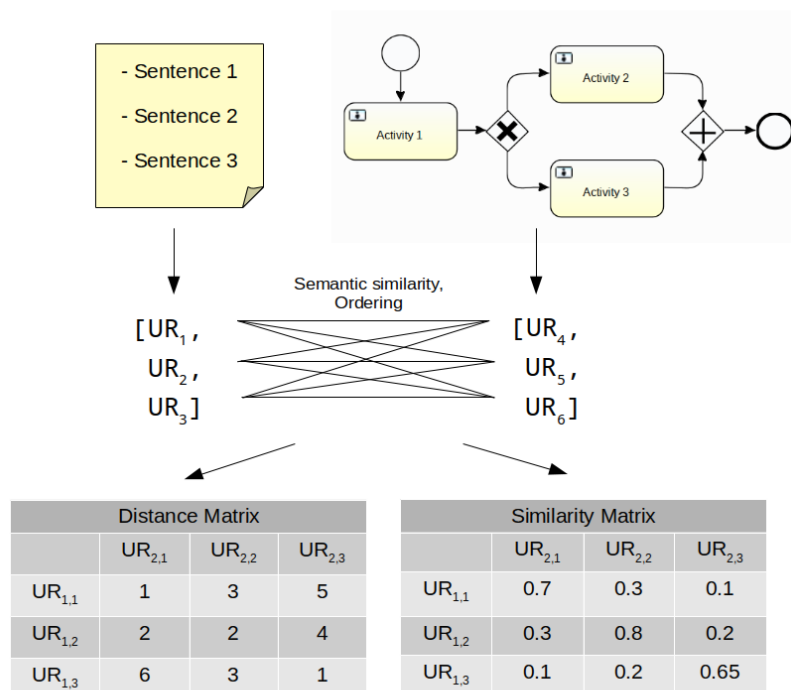 - Sentence 1
- Sentence 2
- Sentence 3
Activity 1
Activity 2
Activity 3
Semantic similarity,
Ordering
[UR1,
UR2,
UR3]
[UR4,
UR5,
UR6]
Distance Matrix
UR2,1 UR2,2 UR2,3
UR1,1 1 3 5
UR1,2 2 2 4
UR1,3 6 3 1
Similarity Matrix
UR2,1 UR2,2 UR2,3
UR1,1 0.7 0.3 0.1
UR1,2 0.3 0.8 0.2
UR1,3 0.1 0.2 0.65